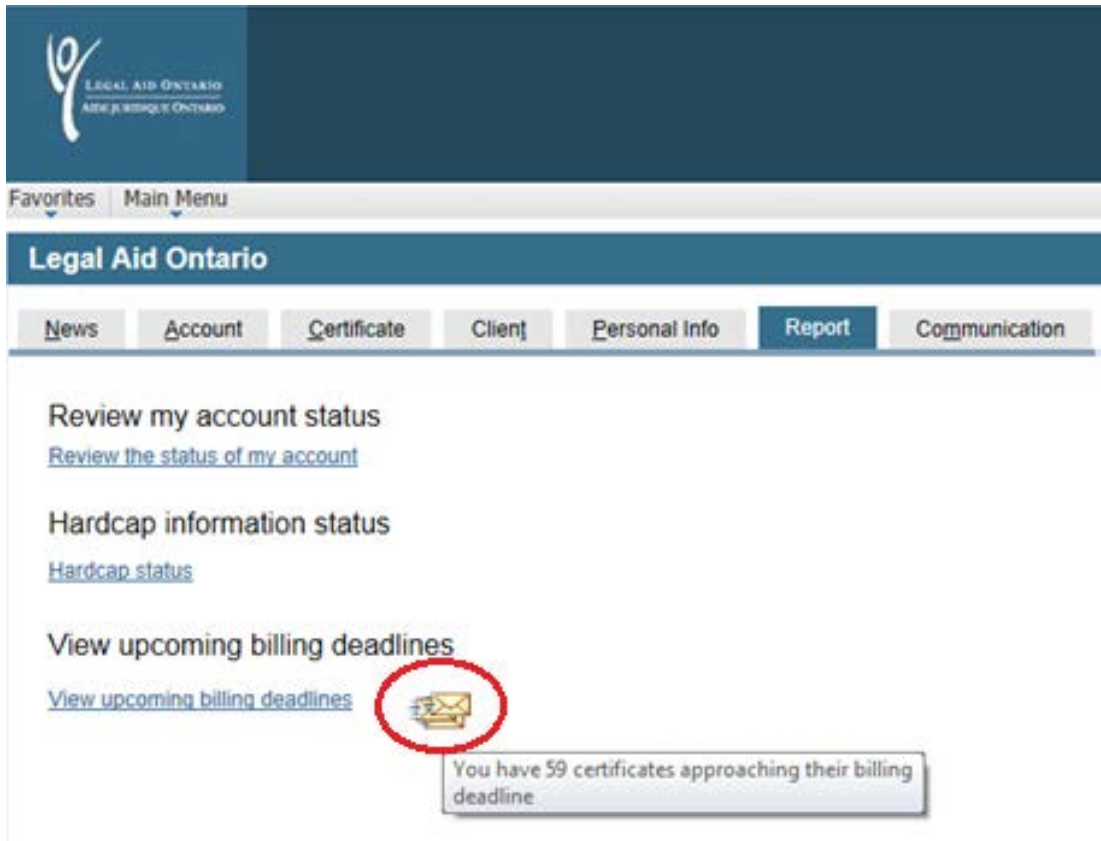 LEGAL AID ONTARIO
AIDE JURIDIQUE ONTARIO
Favorites Main Menu
Legal Aid Ontario
News Account Certificate Client Personal Info Report Communication
Review my account status
Review the status of my account
Hardcap information status
Hardcap status
View upcoming billing deadlines
View upcoming billing deadlines
You have 59 certificates approaching their billing
deadline